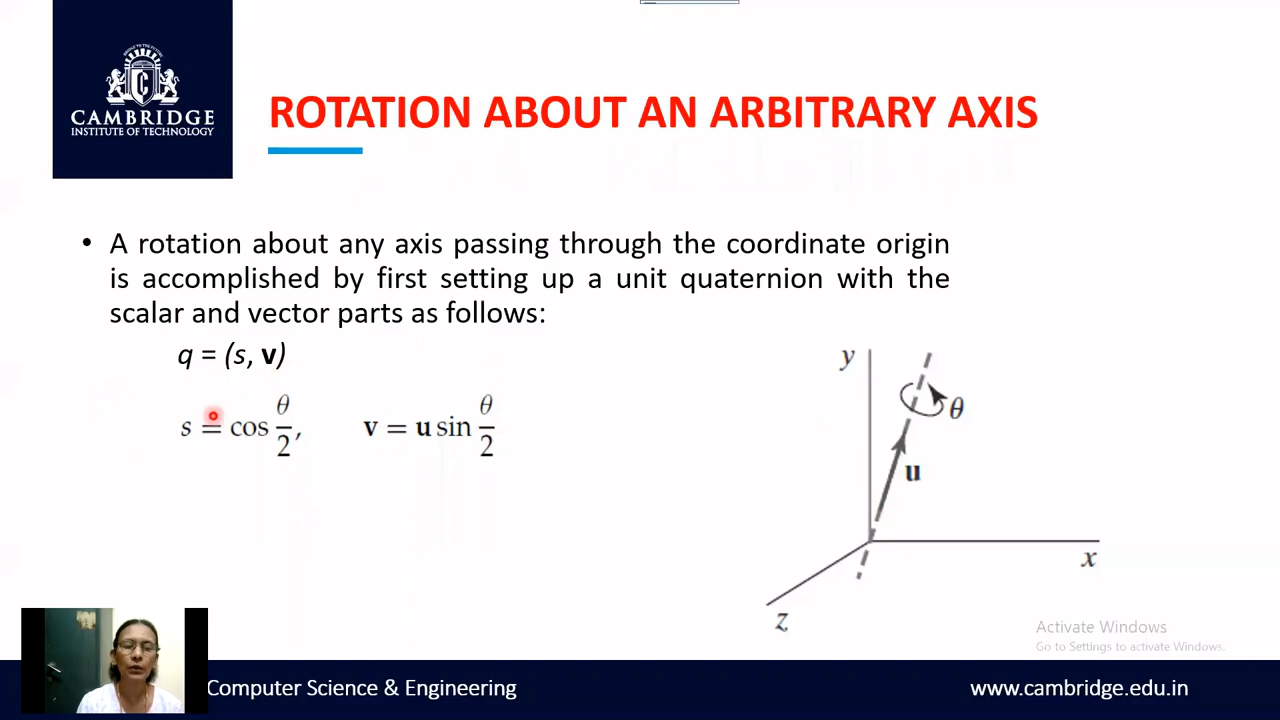 CAMBRIDGE
INSTITUTE OF TECHNOLOGY
ROTATION ABOUT AN ARBITRARY AXIS
• A rotation about any axis passing through the coordinate origin
is accomplished by first setting up a unit quaternion with the
scalar and vector parts as follows:
q = (s, v)
s = cos θ/2, v = u sin θ/2
y
θ
u
x
z
Activate Windows
Go to Settings to activate Windows.
Computer Science & Engineering
www.cambridge.edu.in